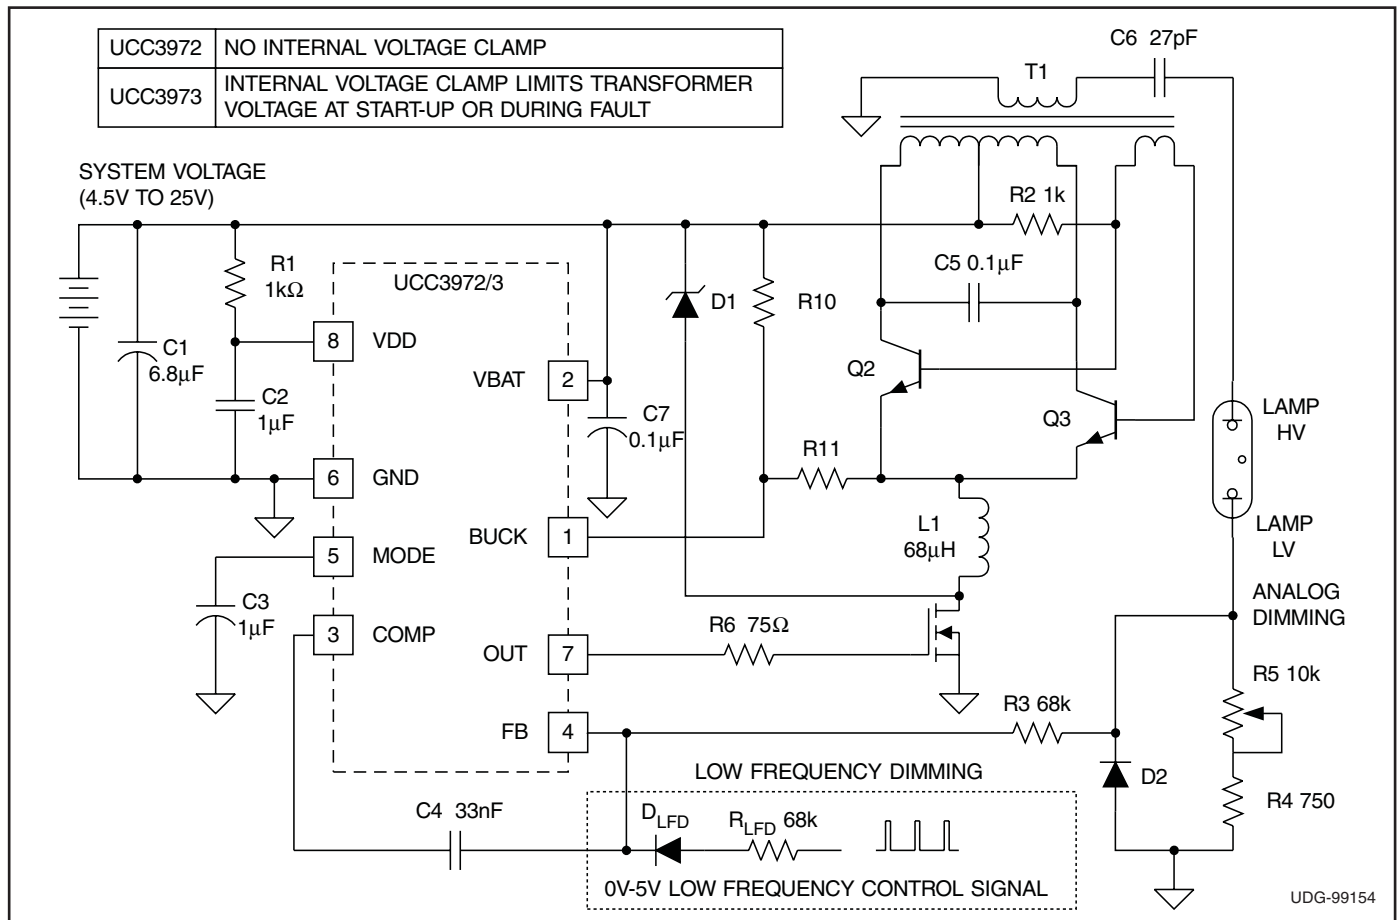 UCC3972 NO INTERNAL VOLTAGE CLAMP
UCC3973 INTERNAL VOLTAGE CLAMP LIMITS TRANSFORMER
VOLTAGE AT START-UP OR DURING FAULT
C6 27pF
T1
SYSTEM VOLTAGE
(4.5V TO 25V)
R2 1k
R1
1kΩ
UCC3972/3
C5 0.1µF
D1
R10
8 VDD
C1
6.8µF
VBAT 2
Q2
C2
1µF
C7
0.1µF
Q3
LAMP
HV
R11
6 GND
L1
68µH
BUCK 1
LAMP
LV
5 MODE
C3
1µF
3 COMP
R6 75Ω
ANALOG
DIMMING
OUT 7
R5 10k
R3 68k
FB 4
LOW FREQUENCY DIMMING
D2
R4 750
C4 33nF
DLFD
RLFD 68k
0V-5V LOW FREQUENCY CONTROL SIGNAL
UDG-99154